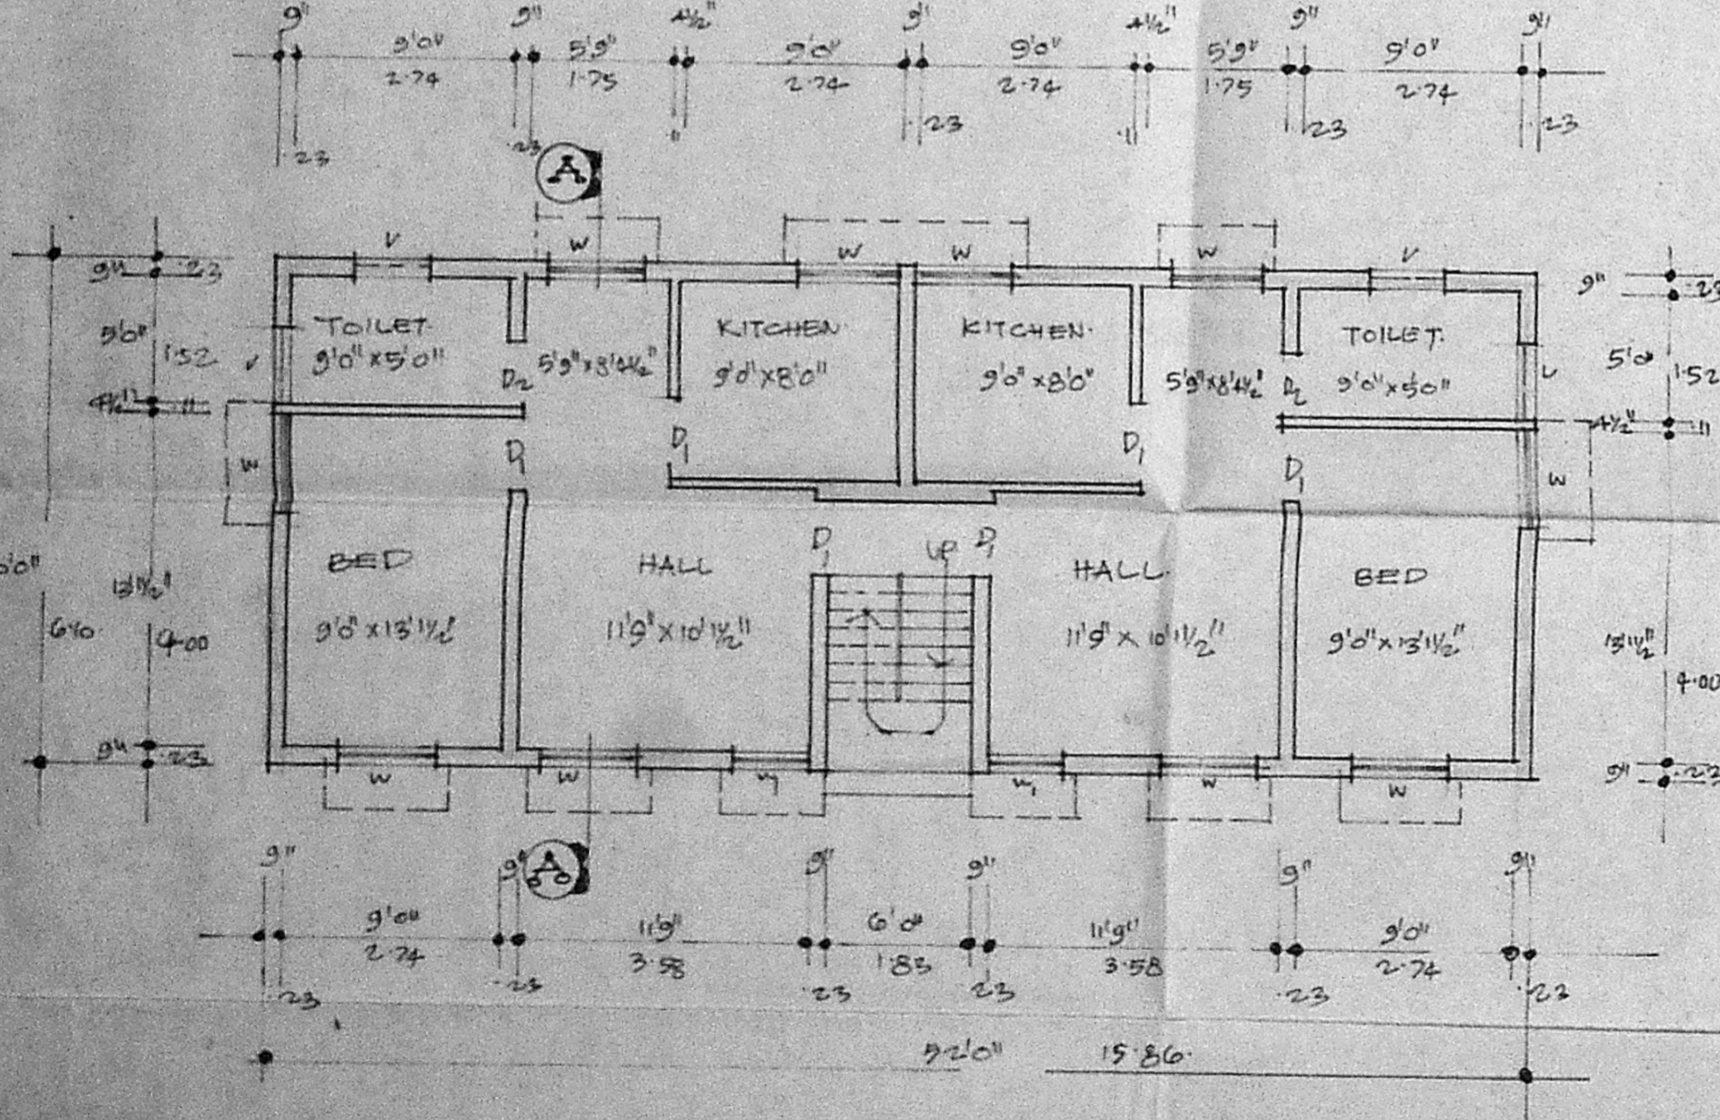 9" 9" 4½" 9" 4½" 9" 9"
9'0" 5'9" 9'0" 9'0" 5'9" 9'0"
2.74 1.75 2.74 2.74 1.75 2.74
.23 .23 .11 .23 .11 .23 .23
A
V W W W W V
9" .23 9" .23
TOILET. KITCHEN. KITCHEN. TOILET.
5'0" 1.52 V 9'0" x 5'0" D2 5'9" x 8'4½" 9'0" x 8'0" 9'0" x 8'0" 5'9" x 8'4½" D2 9'0" x 5'0" V 5'0" 1.52
4½" .11 4½" .11
W D1 D1 D1 D1 W
D1 UP D1
BED HALL HALL. BED
13'1½" 13'1½"
9'0" x 13'1½" 11'9" x 10'1½" 11'9" x 10'1½" 9'0" x 13'1½"
4.00 4.00
9" .23 9" .23
W W W1 W1 W W
A
9" 9" 9" 9" 9" 9"
9'0" 11'9" 6'0" 11'9" 9'0"
2.74 3.58 1.83 3.58 2.74
.23 .23 .23 .23 .23 .23
52'0" 15.86.